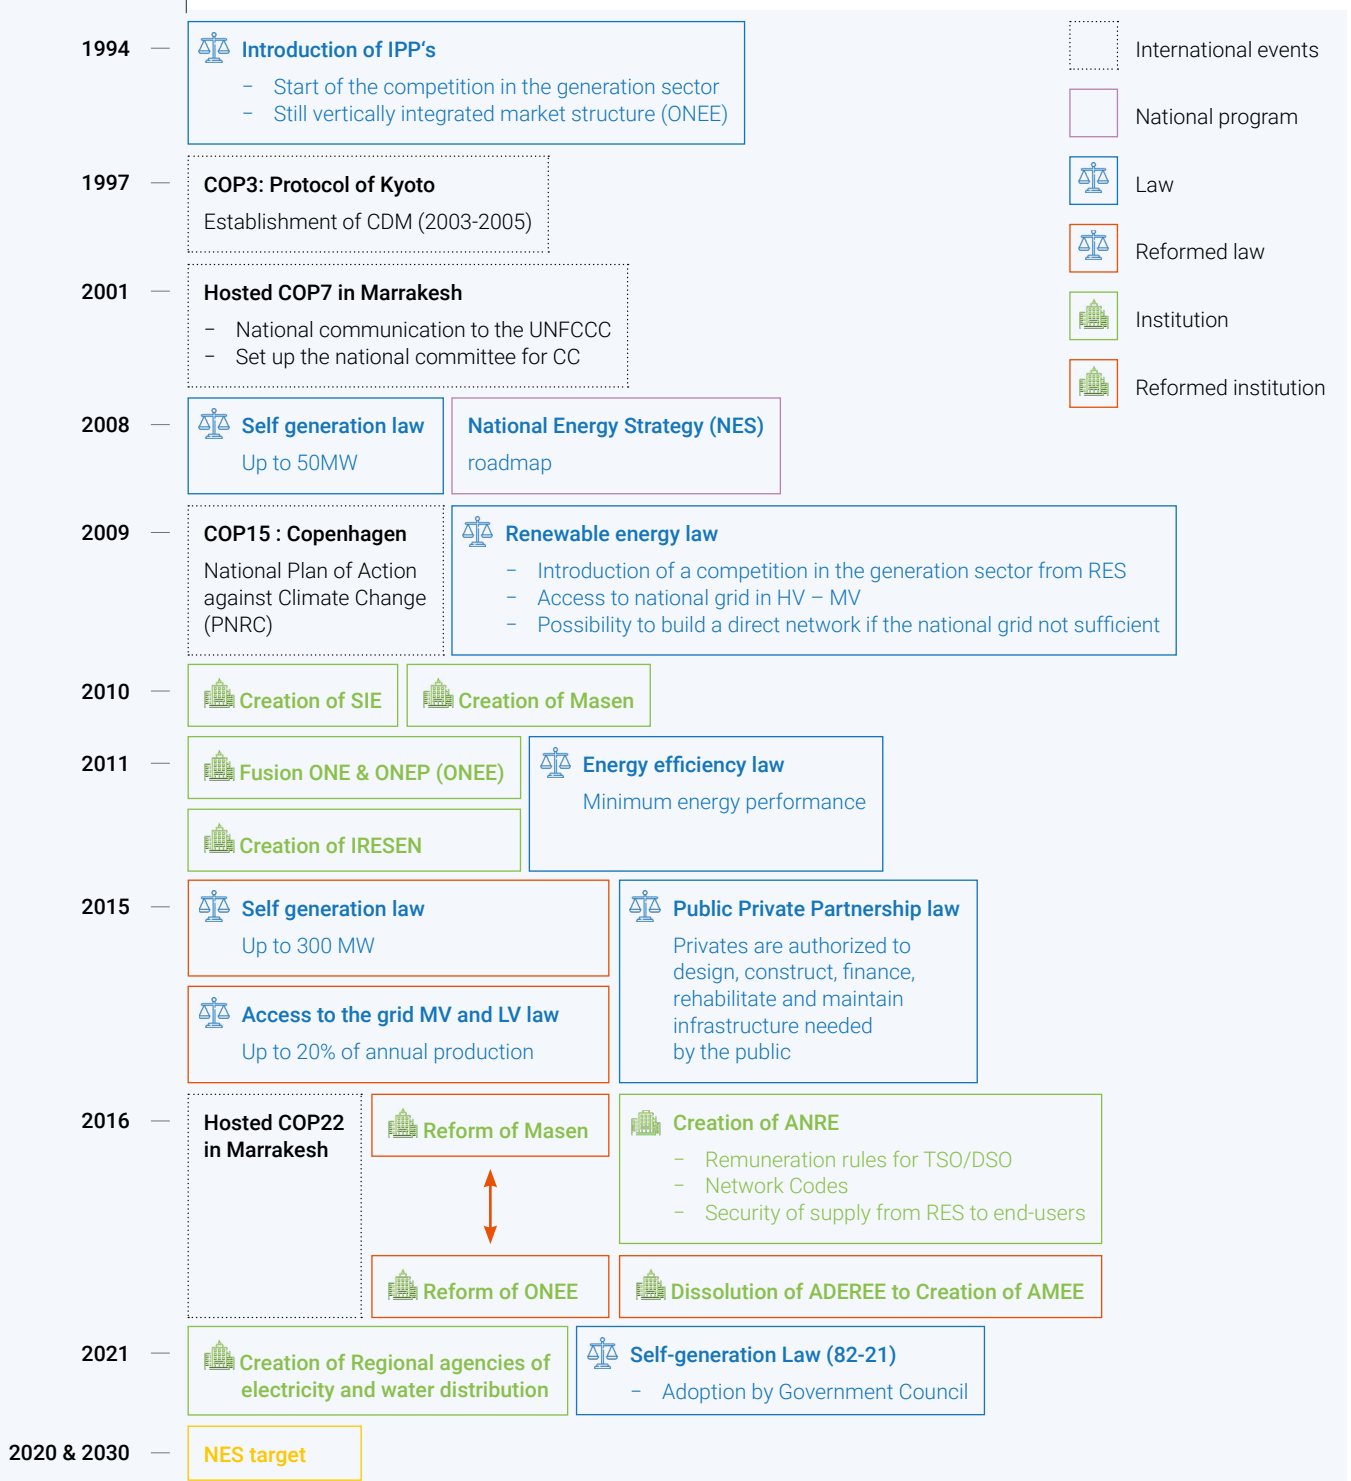 1994
Introduction of IPP‘s
– Start of the competition in the generation sector
– Still vertically integrated market structure (ONEE)
1997
COP3: Protocol of Kyoto
Establishment of CDM (2003-2005)
2001
Hosted COP7 in Marrakesh
– National communication to the UNFCCC
– Set up the national committee for CC
2008
Self generation law
Up to 50MW
National Energy Strategy (NES)
roadmap
2009
COP15 : Copenhagen
National Plan of Action
against Climate Change
(PNRC)
Renewable energy law
– Introduction of a competition in the generation sector from RES
– Access to national grid in HV – MV
– Possibility to build a direct network if the national grid not sufficient
2010
Creation of SIE
Creation of Masen
2011
Fusion ONE & ONEP (ONEE)
Creation of IRESEN
Energy efficiency law
Minimum energy performance
2015
Self generation law
Up to 300 MW
Access to the grid MV and LV law
Up to 20% of annual production
Public Private Partnership law
Privates are authorized to
design, construct, finance,
rehabilitate and maintain
infrastructure needed
by the public
2016
Hosted COP22
in Marrakesh
Reform of Masen
Reform of ONEE
Creation of ANRE
– Remuneration rules for TSO/DSO
– Network Codes
– Security of supply from RES to end-users
Dissolution of ADEREE to Creation of AMEE
2021
Creation of Regional agencies of
electricity and water distribution
Self-generation Law (82-21)
– Adoption by Government Council
2020 & 2030
NES target
International events
National program
Law
Reformed law
Institution
Reformed institution